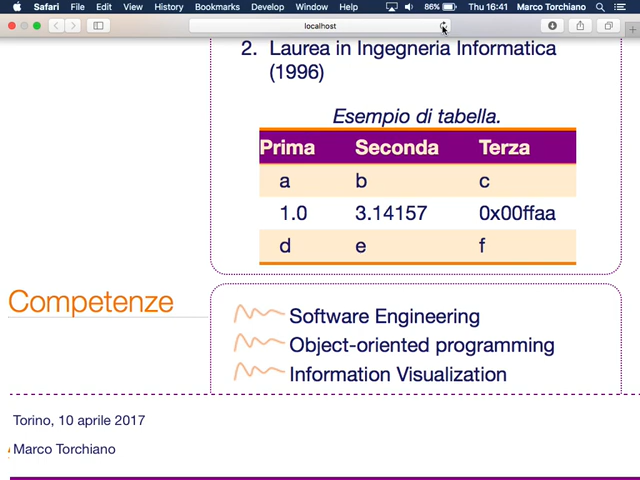 Safari File Edit View History Bookmarks Develop Window Help 86% Thu 16:41 Marco Torchiano
localhost
2. Laurea in Ingegneria Informatica
(1996)
Esempio di tabella.
Prima Seconda Terza
a b c
1.0 3.14157 0x00ffaa
d e f
Competenze
Software Engineering
Object-oriented programming
Information Visualization
Torino, 10 aprile 2017
Marco Torchiano